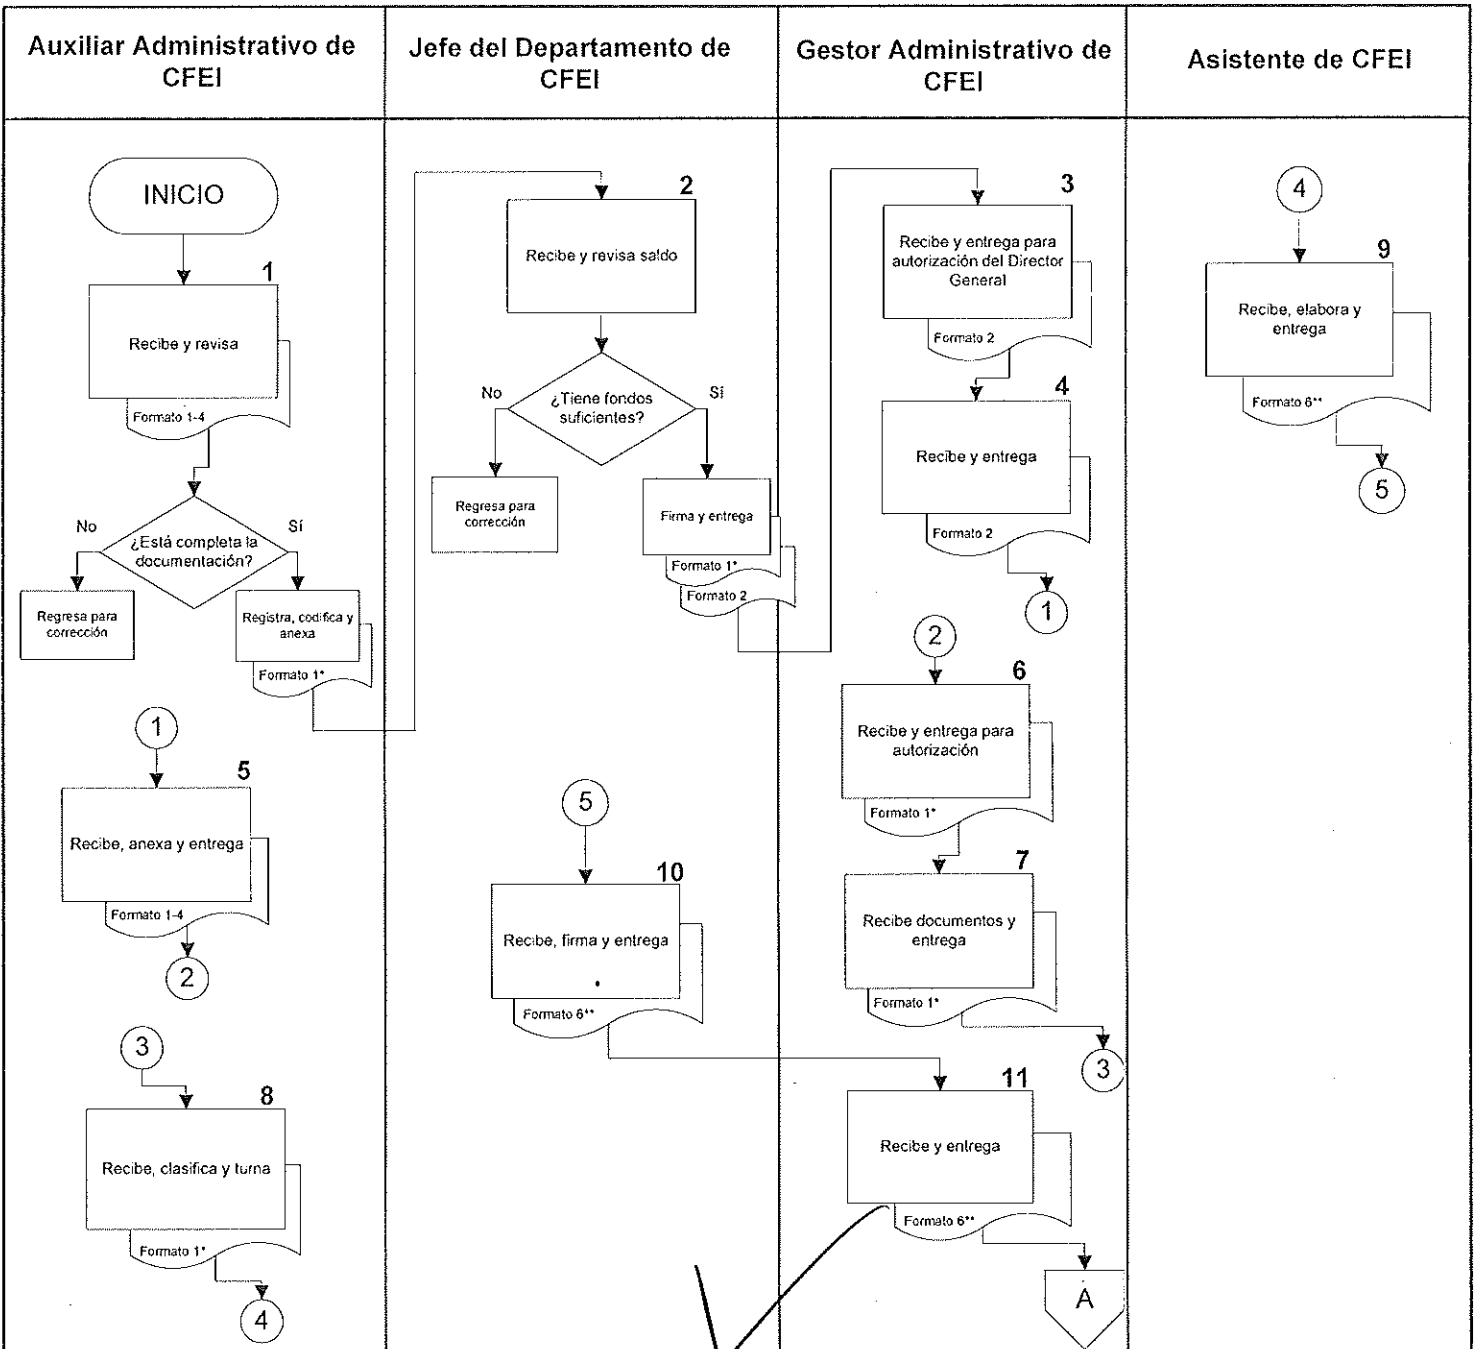 Auxiliar Administrativo de
CFEI
Jefe del Departamento de
CFEI
Gestor Administrativo de
CFEI
Asistente de CFEI
INICIO
1
Recibe y revisa
Formato 1-4
¿Está completa la
documentación?
No
Sí
Regresa para
corrección
Registra, codifica y
anexa
Formato 1*
1
5
Recibe, anexa y entrega
Formato 1-4
2
3
8
Recibe, clasifica y turna
Formato 1*
4
2
Recibe y revisa saldo
¿Tiene fondos
suficientes?
No
Sí
Regresa para
corrección
Firma y entrega
Formato 1*
Formato 2
5
10
Recibe, firma y entrega
Formato 6**
3
Recibe y entrega para
autorización del Director
General
Formato 2
4
Recibe y entrega
Formato 2
1
2
6
Recibe y entrega para
autorización
Formato 1*
7
Recibe documentos y
entrega
Formato 1*
3
11
Recibe y entrega
Formato 6**
A
4
9
Recibe, elabora y
entrega
Formato 6**
5